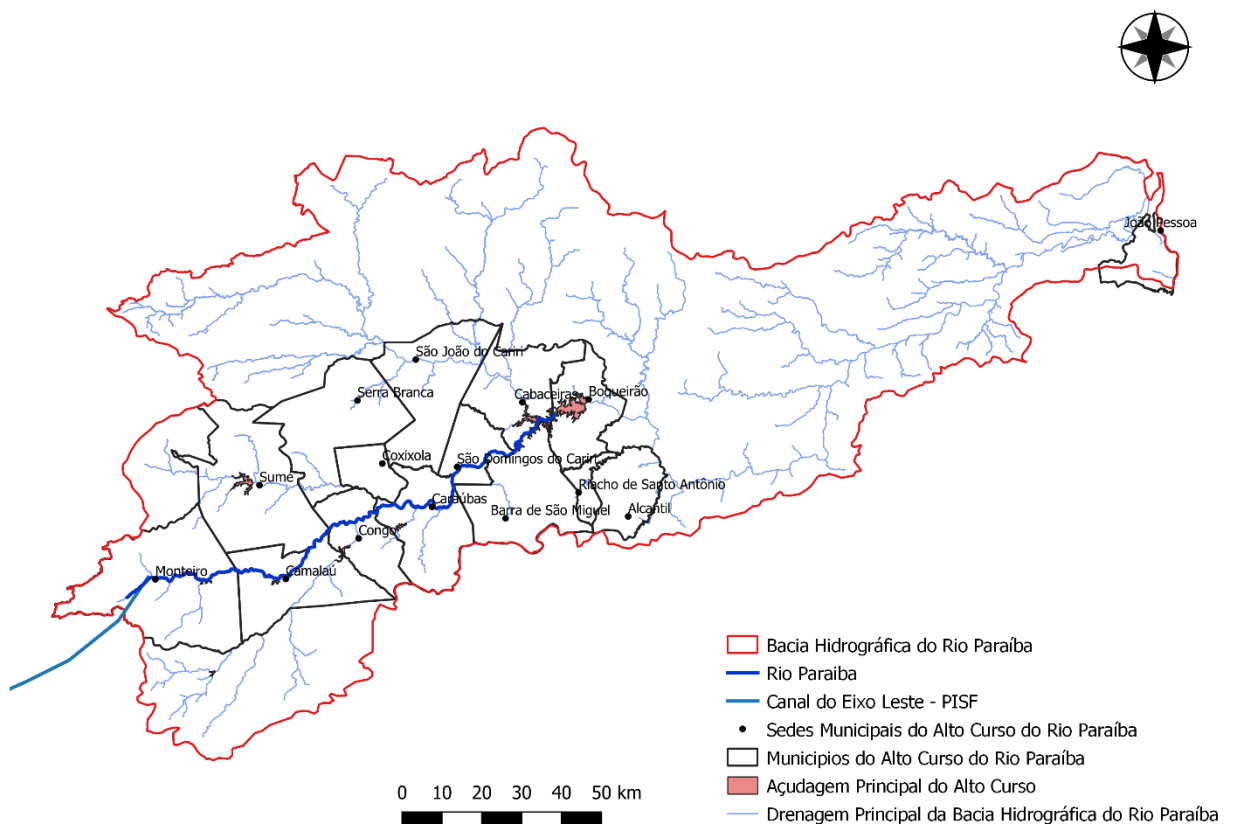 João Pessoa
São João do Cariri
Serra Branca
Cabaceiras
Boqueirão
Coxixola
São Domingos do Cariri
Sumé
Riacho de Santo Antônio
Caraúbas
Barra de São Miguel
Alcantil
Congo
Monteiro
Camalaú
Bacia Hidrográfica do Rio Paraíba
Rio Paraiba
Canal do Eixo Leste - PISF
Sedes Municipais do Alto Curso do Rio Paraíba
Municipios do Alto Curso do Rio Paraíba
Açudagem Principal do Alto Curso
Drenagem Principal da Bacia Hidrográfica do Rio Paraíba
0 10 20 30 40 50 km